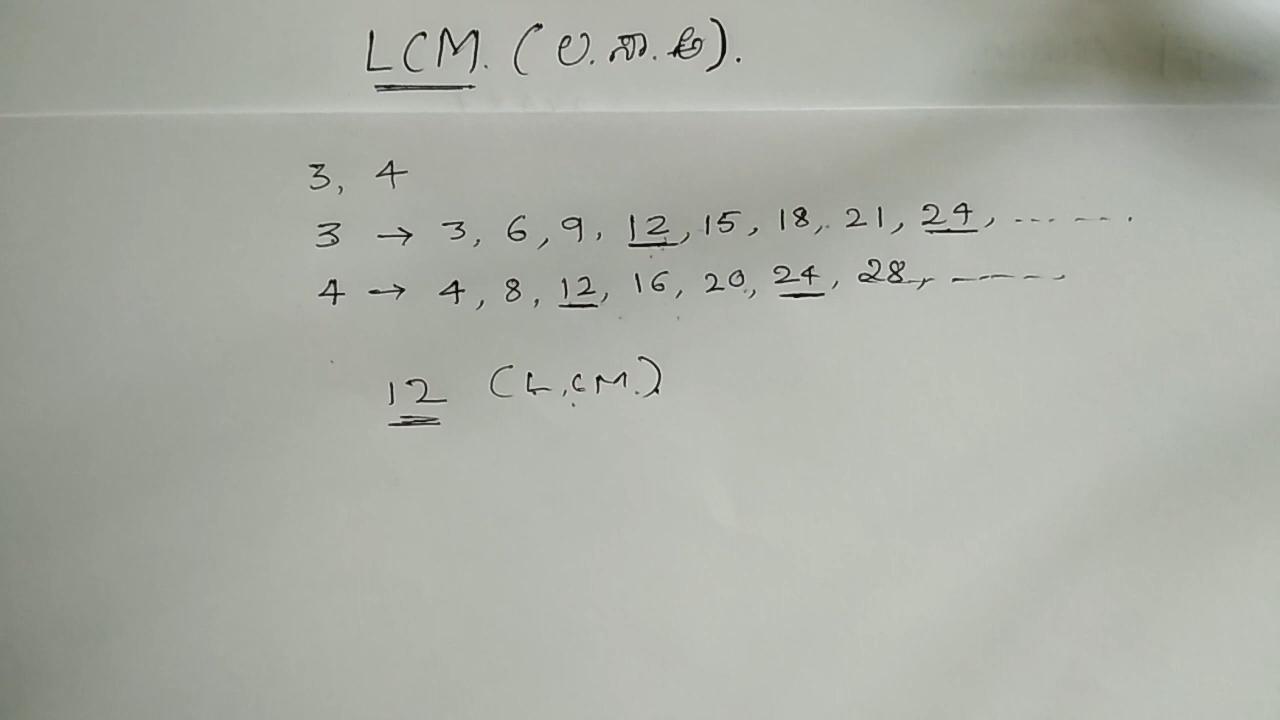 LCM. (ಲ.ಸಾ.ಅ).
3, 4
3 → 3, 6, 9, 12, 15, 18, 21, 24, .......
4 → 4, 8, 12, 16, 20, 24, 28, -----
12 (L.CM.)